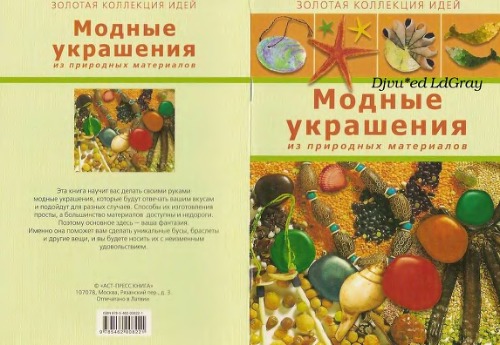 ЗОЛОТАЯ КОЛЛЕКЦИЯ ИДЕЙ
Модные
украшения
из природных материалов
Эта книга научит вас делать своими руками
модные украшения, которые будут отвечать вашим вкусам
и подойдут для разных случаев. Способы их изготовления
просты, а большинство материалов доступны и недороги.
Поэтому основное здесь — ваша фантазия.
Именно она поможет вам сделать уникальные бусы, браслеты
и другие вещи, и вы будете носить их с неизменным
удовольствием.
© «АСТ-ПРЕСС КНИГА»
107078, Москва, Рязанский пер., д. 3.
Отпечатано в Латвии
ЗОЛОТАЯ КОЛЛЕКЦИЯ ИДЕЙ
Djvu*ed LdGray
Модные
украшения
из природных материалов